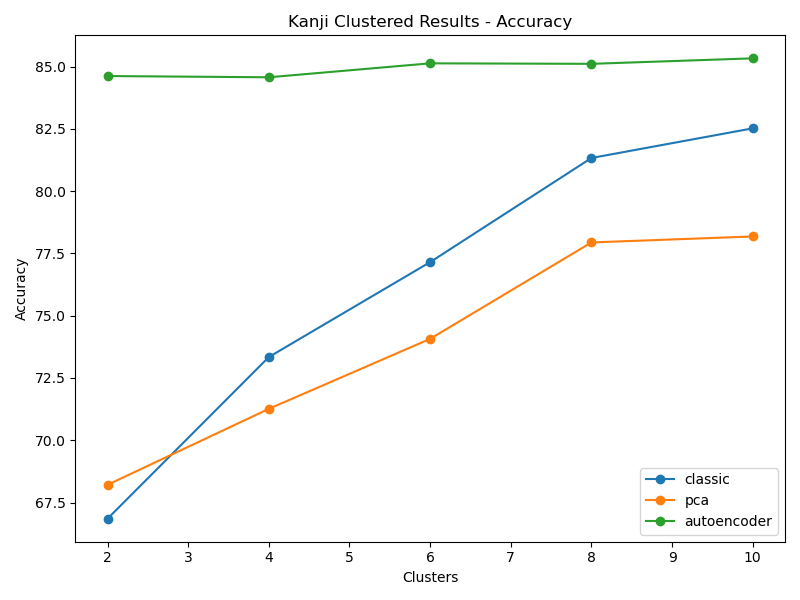 Kanji Clustered Results - Accuracy
Accuracy
85.0
82.5
80.0
77.5
75.0
72.5
70.0
67.5
classic
pca
autoencoder
2 3 4 5 6 7 8 9 10
Clusters